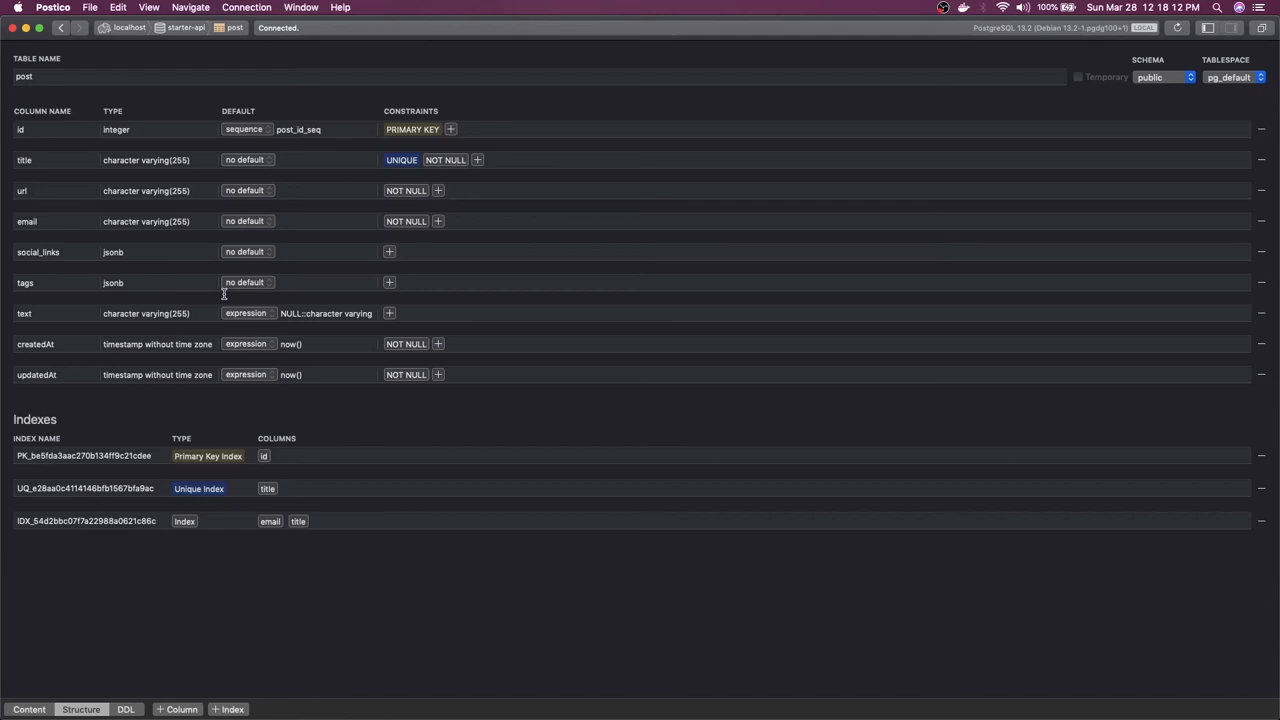 Postico File Edit View Navigate Connection Window Help 100% Sun Mar 28 12:18:12 PM
localhost starter-api post Connected. PostgreSQL 13.2 (Debian 13.2-1.pgdg100+1) LOCAL
TABLE NAME SCHEMA TABLESPACE
post Temporary public pg_default
COLUMN NAME TYPE DEFAULT CONSTRAINTS
id integer sequence post_id_seq PRIMARY KEY +
title character varying(255) no default UNIQUE NOT NULL +
url character varying(255) no default NOT NULL +
email character varying(255) no default NOT NULL +
social_links jsonb no default +
tags jsonb no default +
text character varying(255) expression NULL::character varying +
createdAt timestamp without time zone expression now() NOT NULL +
updatedAt timestamp without time zone expression now() NOT NULL +
Indexes
INDEX NAME TYPE COLUMNS
PK_be5fda3aac270b134ff9c21cdee Primary Key Index id
UQ_e28aa0c4114146bfb1567bfa9ac Unique Index title
IDX_54d2bbc07f7a22988a0621c86c Index email title
Content Structure DDL + Column + Index